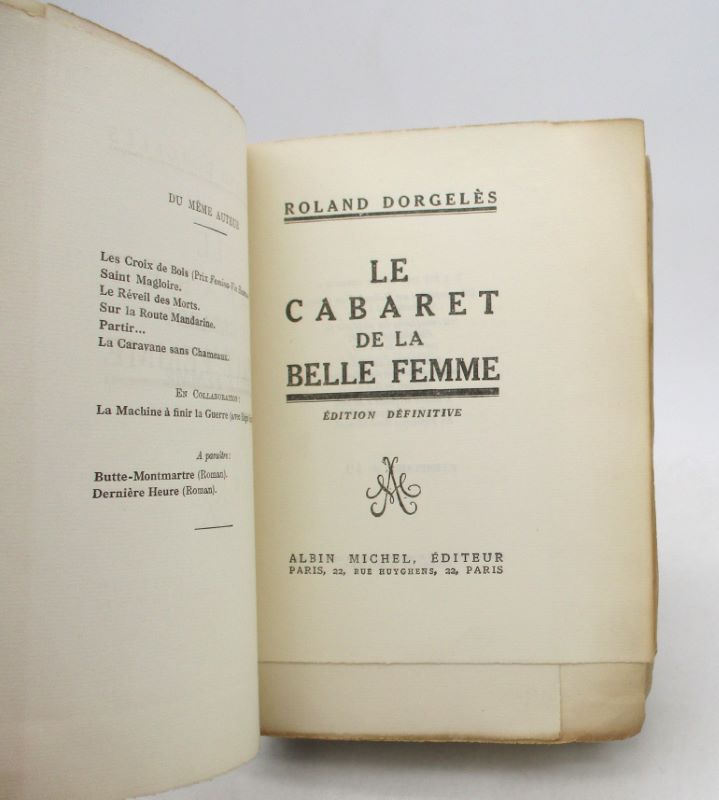 DU MÊME AUTEUR
Les Croix de Bois (Prix Femina-Vie
Saint Magloire.
Le Réveil des Morts.
Sur la Route Mandarine.
Partir...
La Caravane sans Chameaux.
EN COLLABORATION :
La Machine à finir la Guerre (avec
A paraître :
Butte-Montmartre (Roman).
Dernière Heure (Roman).
ROLAND DORGELÈS
LE
CABARET
DE LA
BELLE FEMME
ÉDITION DÉFINITIVE
ALBIN MICHEL, ÉDITEUR
PARIS, 22, RUE HUYGHENS, 22, PARIS